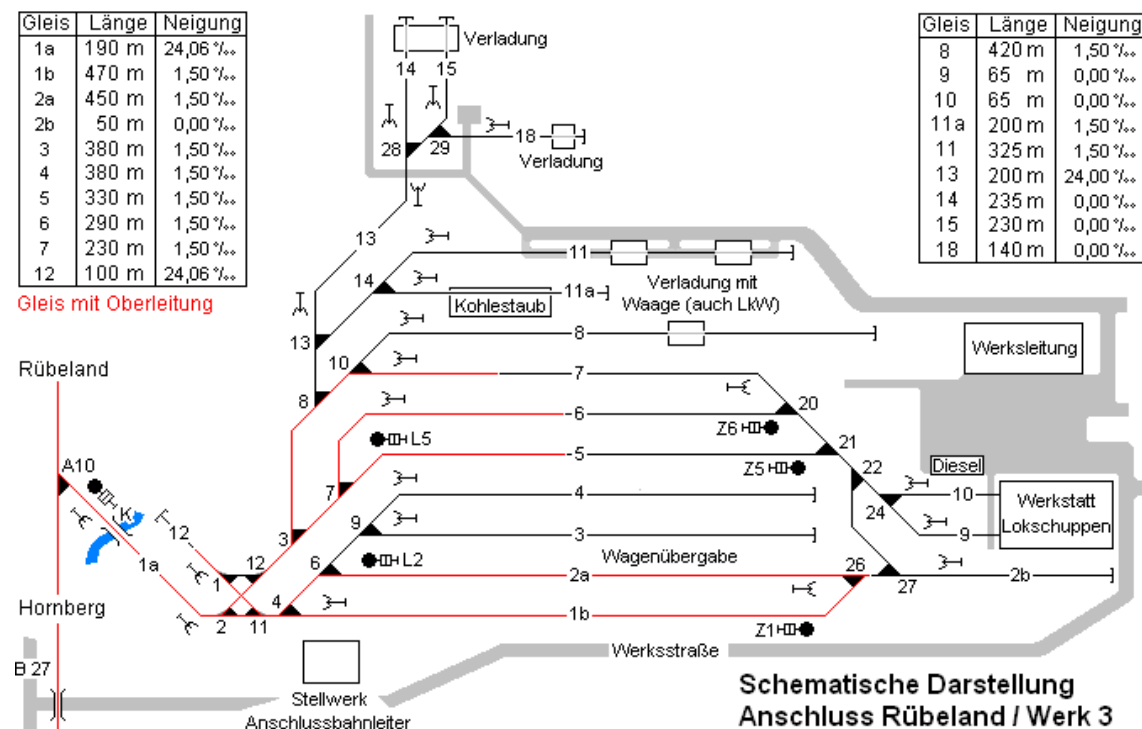 Gleis Länge Neigung
1a 190 m 24,06 ‰
1b 470 m 1,50 ‰
2a 450 m 1,50 ‰
2b 50 m 0,00 ‰
3 380 m 1,50 ‰
4 380 m 1,50 ‰
5 330 m 1,50 ‰
6 290 m 1,50 ‰
7 230 m 1,50 ‰
12 100 m 24,06 ‰
Gleis mit Oberleitung
Gleis Länge Neigung
8 420 m 1,50 ‰
9 65 m 0,00 ‰
10 65 m 0,00 ‰
11a 200 m 1,50 ‰
11 325 m 1,50 ‰
13 200 m 24,00 ‰
14 235 m 0,00 ‰
15 230 m 0,00 ‰
18 140 m 0,00 ‰
Verladung
14 15
28 29 18
Verladung
13
11
14 11a
Kohlestaub
Verladung mit
Waage (auch LkW)
13
8
Werksleitung
10
7
Rübeland
8
6
20
Z6
L5
5
21
A10
Z5
22
Diesel
K
7
4
10
Werkstatt
Lokschuppen
24
12
9
3
9
3
Wagenübergabe
1a
12
L2
1
6
2a
26
27
2b
Hornberg
2 11
4
1b
Z1
Werksstraße
B 27
Stellwerk
Anschlussbahnleiter
Schematische Darstellung
Anschluss Rübeland / Werk 3